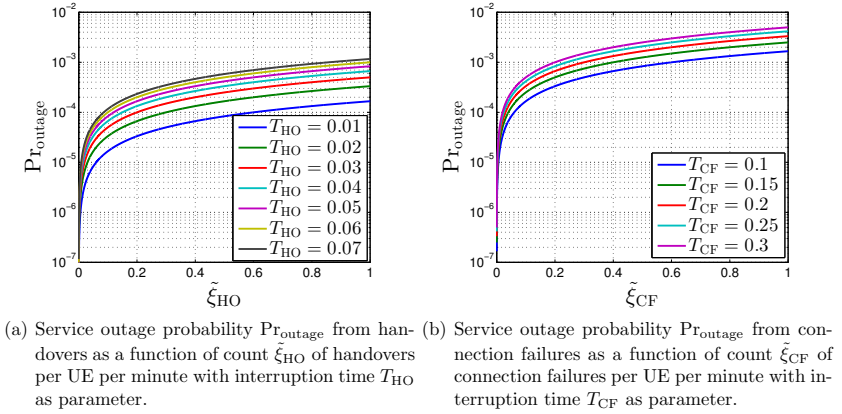 10⁻²
10⁻³
10⁻⁴
10⁻⁵
10⁻⁶
10⁻⁷
Pr_outage
0 0.2 0.4 0.6 0.8 1
ξ̃_HO
T_HO = 0.01
T_HO = 0.02
T_HO = 0.03
T_HO = 0.04
T_HO = 0.05
T_HO = 0.06
T_HO = 0.07
(a) Service outage probability Pr_outage from han-
dovers as a function of count ξ̃_HO of handovers
per UE per minute with interruption time T_HO
as parameter.
10⁻²
10⁻³
10⁻⁴
10⁻⁵
10⁻⁶
10⁻⁷
Pr_outage
0 0.2 0.4 0.6 0.8 1
ξ̃_CF
T_CF = 0.1
T_CF = 0.15
T_CF = 0.2
T_CF = 0.25
T_CF = 0.3
(b) Service outage probability Pr_outage from con-
nection failures as a function of count ξ̃_CF of
connection failures per UE per minute with in-
terruption time T_CF as parameter.